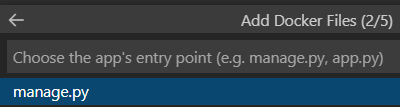 Add Docker Files (2/5)
Choose the app's entry point (e.g. manage.py, app.py)
manage.py